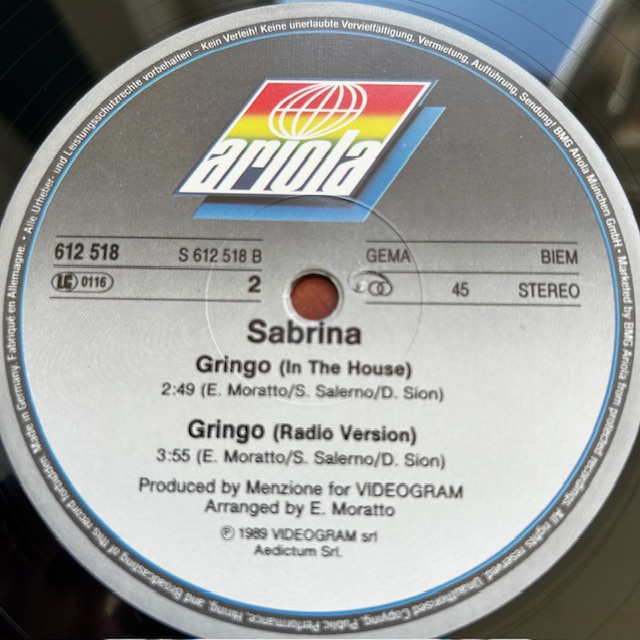 Alle Urheber- und Leistungsschutzrechte vorbehalten - Kein Verleih! Keine unerlaubte Vervielfältigung, Vermietung, Aufführung, Sendung! BMG Ariola München GmbH • Marketed by BMG Ariola from protected recordings. All rights reserved. Unauthorised Copying, Public Performance, Hiring and Broadcasting of this record forbidden. Made in Germany. Fabriqué en Allemagne. •
ariola
612 518 S 612 518 B
LC 0116 2
GEMA BIEM
45 STEREO
Sabrina
Gringo (In The House)
2:49 (E. Moratto/S. Salerno/D. Sion)
Gringo (Radio Version)
3:55 (E. Moratto/S. Salerno/D. Sion)
Produced by Menzione for VIDEOGRAM
Arranged by E. Moratto
℗ 1989 VIDEOGRAM srl
Aedictum Srl.